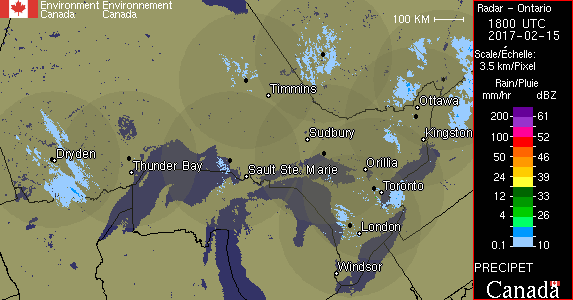 Environment Environnement
Canada Canada
100 KM
Timmins
Ottawa
Sudbury
Kingston
Dryden
Thunder Bay
Sault Ste. Marie
Orillia
Toronto
London
Windsor
Radar - Ontario
1800 UTC
2017-02-15
Scale/Échelle:
3.5 km/Pixel
Rain/Pluie
mm/hr dBZ
200 61
100 52
50 46
24 39
12 33
4 26
0.1 10
PRECIPET
Canada